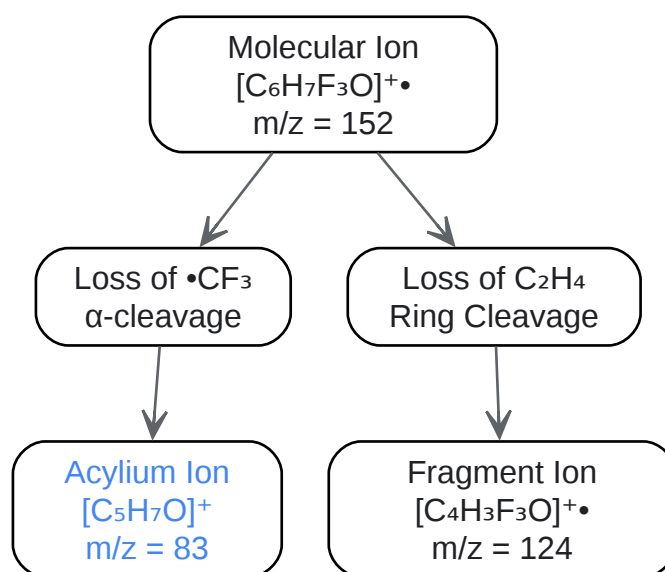 Molecular Ion
[C₆H₇F₃O]⁺•
m/z = 152
Loss of •CF₃
α-cleavage
Loss of C₂H₄
Ring Cleavage
Acylium Ion
[C₅H₇O]⁺
m/z = 83
Fragment Ion
[C₄H₃F₃O]⁺•
m/z = 124